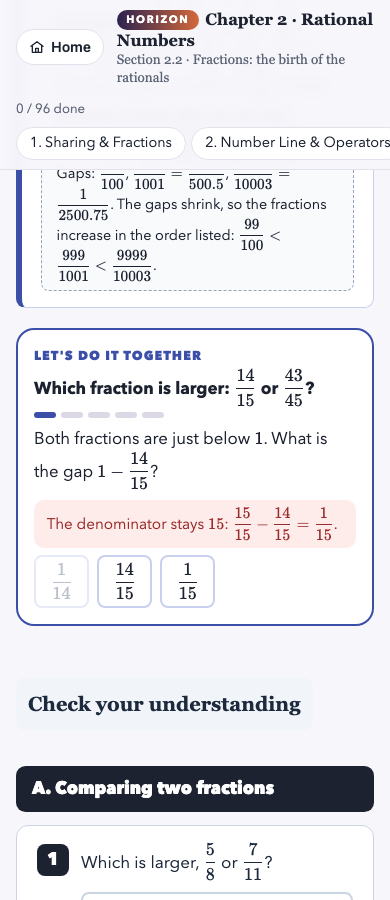 Home
HORIZON Chapter 2 · Rational
Numbers
Section 2.2 · Fractions: the birth of the
rationals
0 / 96 done
1. Sharing & Fractions
2. Number Line & Operators
Gaps: 1/100, 2/1001 = 1/500.5, 4/10003 =
1/2500.75. The gaps shrink, so the fractions
increase in the order listed: 99/100 <
999/1001 < 9999/10003.
LET'S DO IT TOGETHER
Which fraction is larger: 14/15 or 43/45?
Both fractions are just below 1. What is
the gap 1 − 14/15?
The denominator stays 15: 15/15 − 14/15 = 1/15.
1/14 14/15 1/15
Check your understanding
A. Comparing two fractions
1 Which is larger, 5/8 or 7/11?